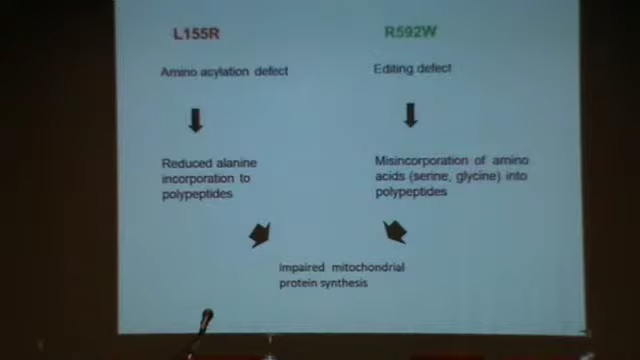 L155R
Amino acylation defect
Reduced alanine
incorporation to
polypeptides
R592W
Editing defect
Misincorporation of amino
acids (serine, glycine) into
polypeptides
Impaired mitochondrial
protein synthesis